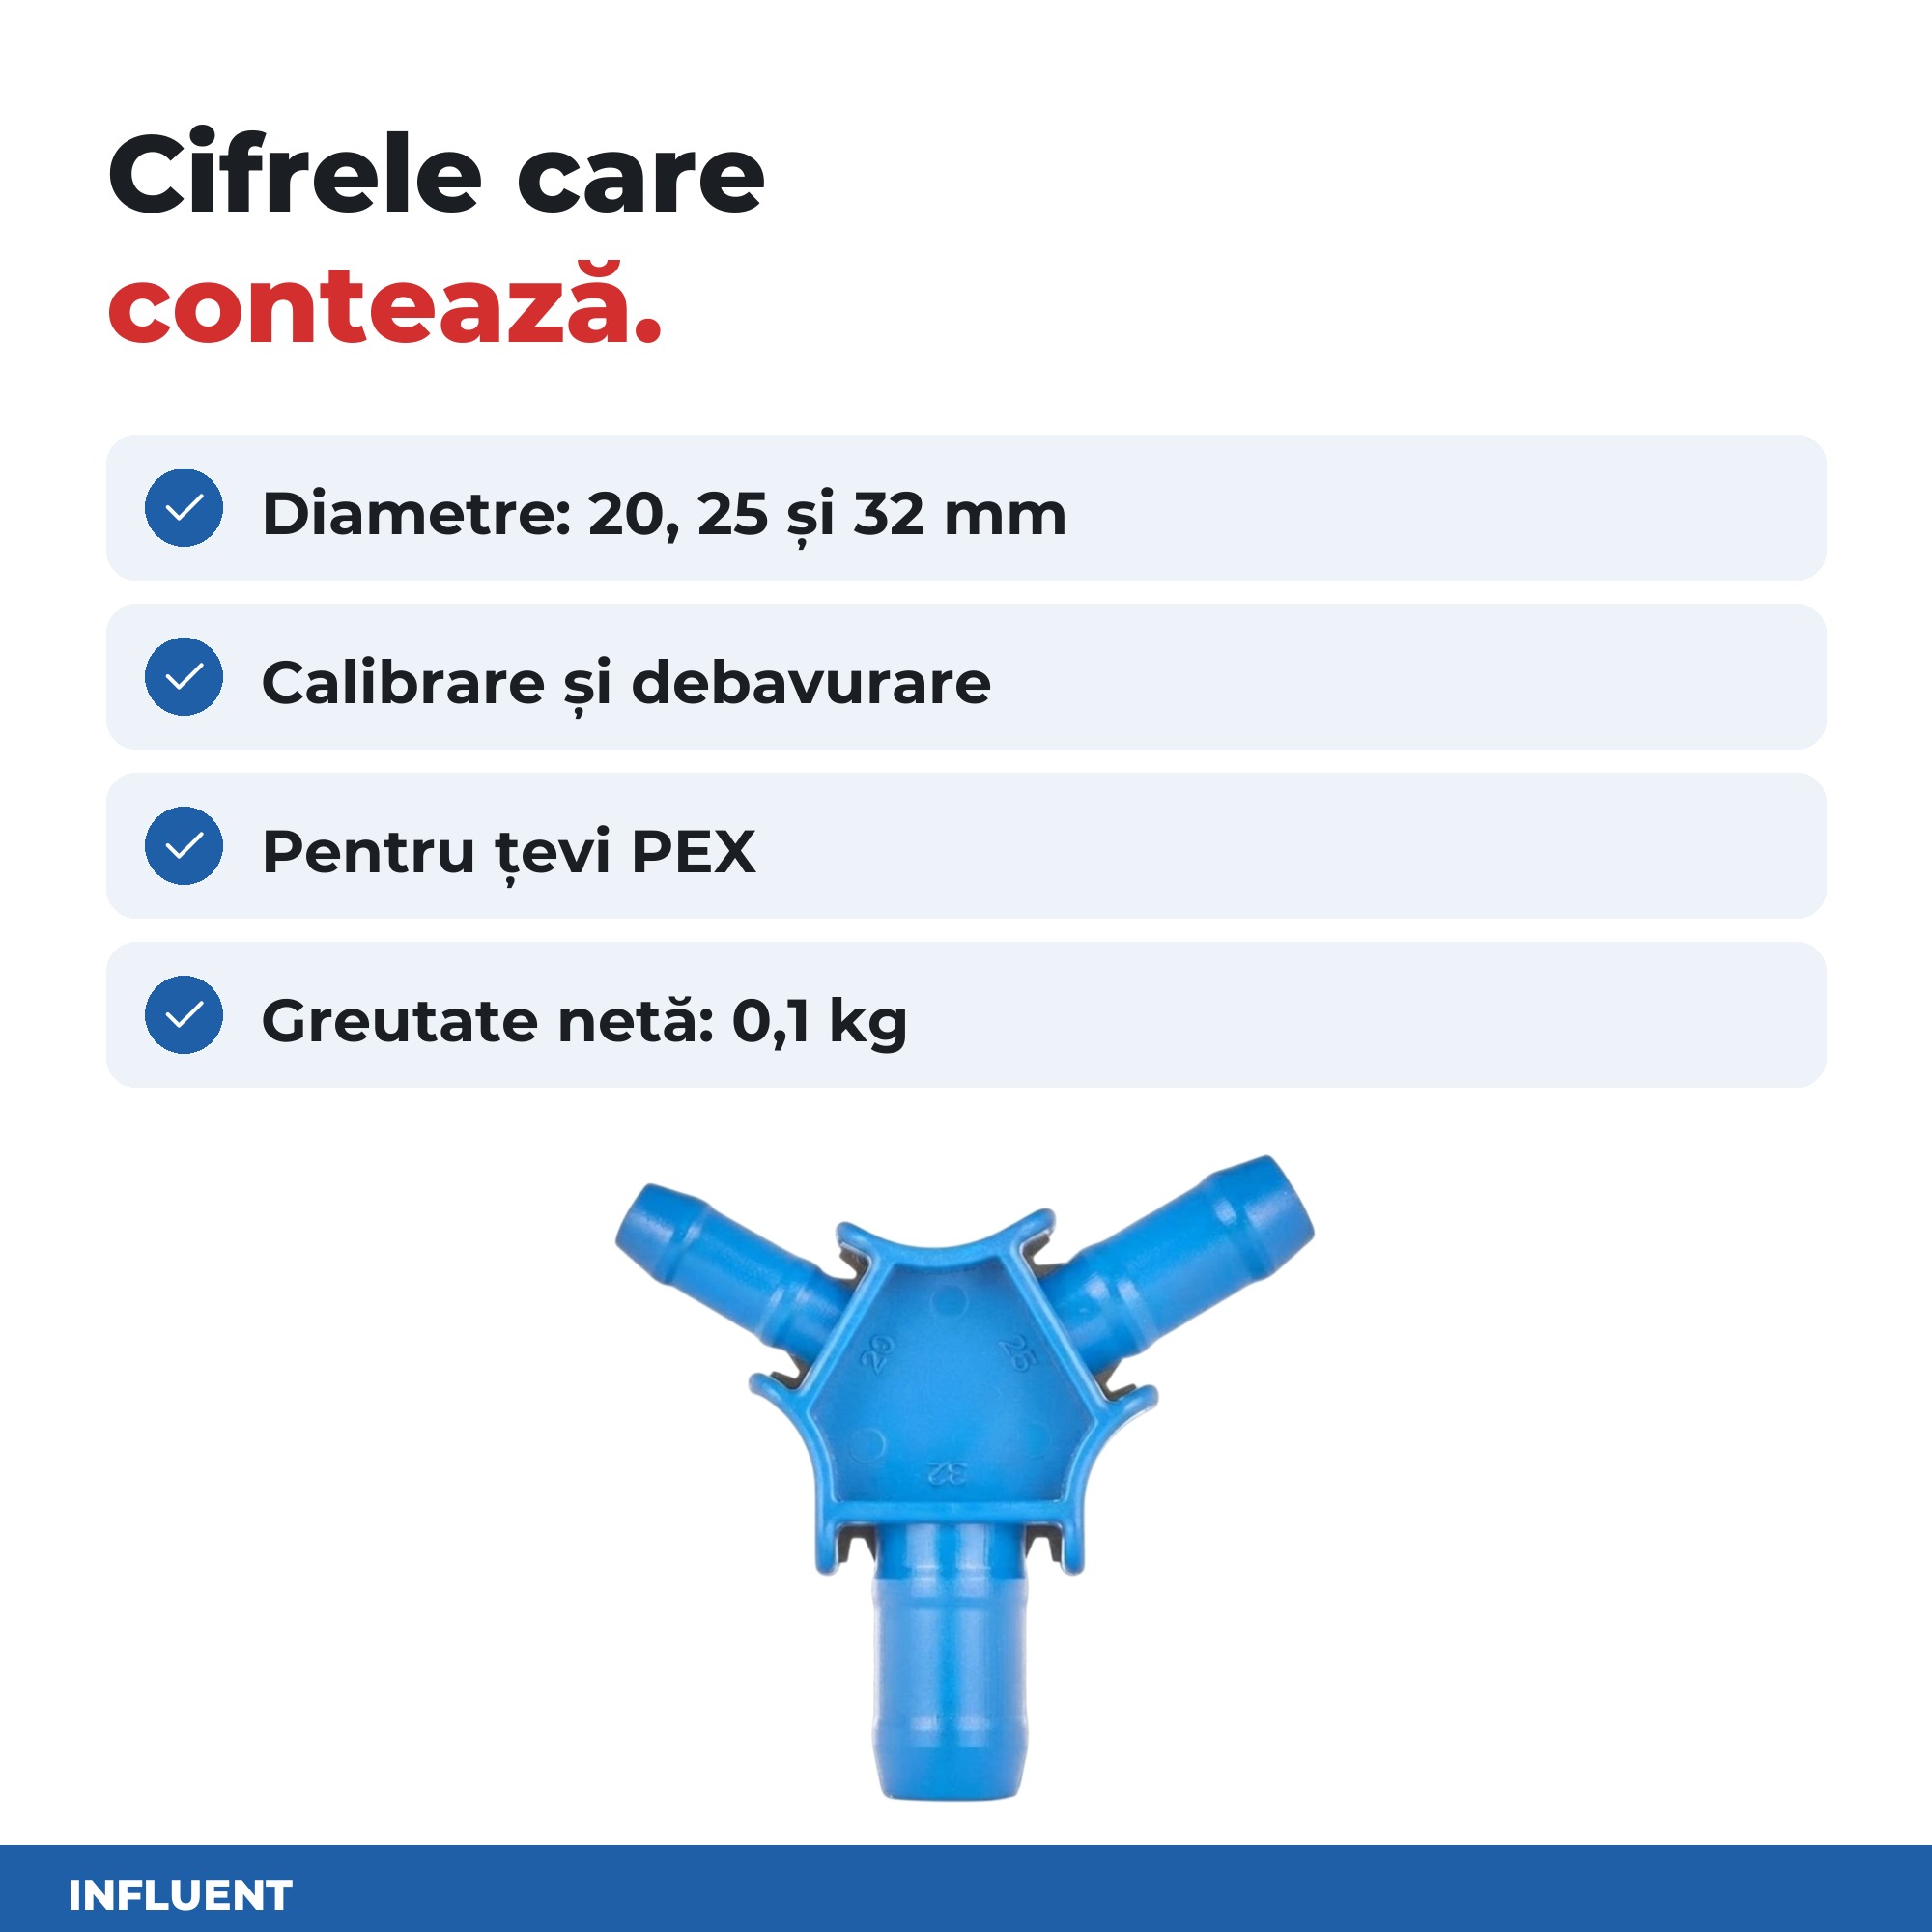 Cifrele care
contează.
Diametre: 20, 25 și 32 mm
Calibrare și debavurare
Pentru țevi PEX
Greutate netă: 0,1 kg
20
25
32
INFLUENT